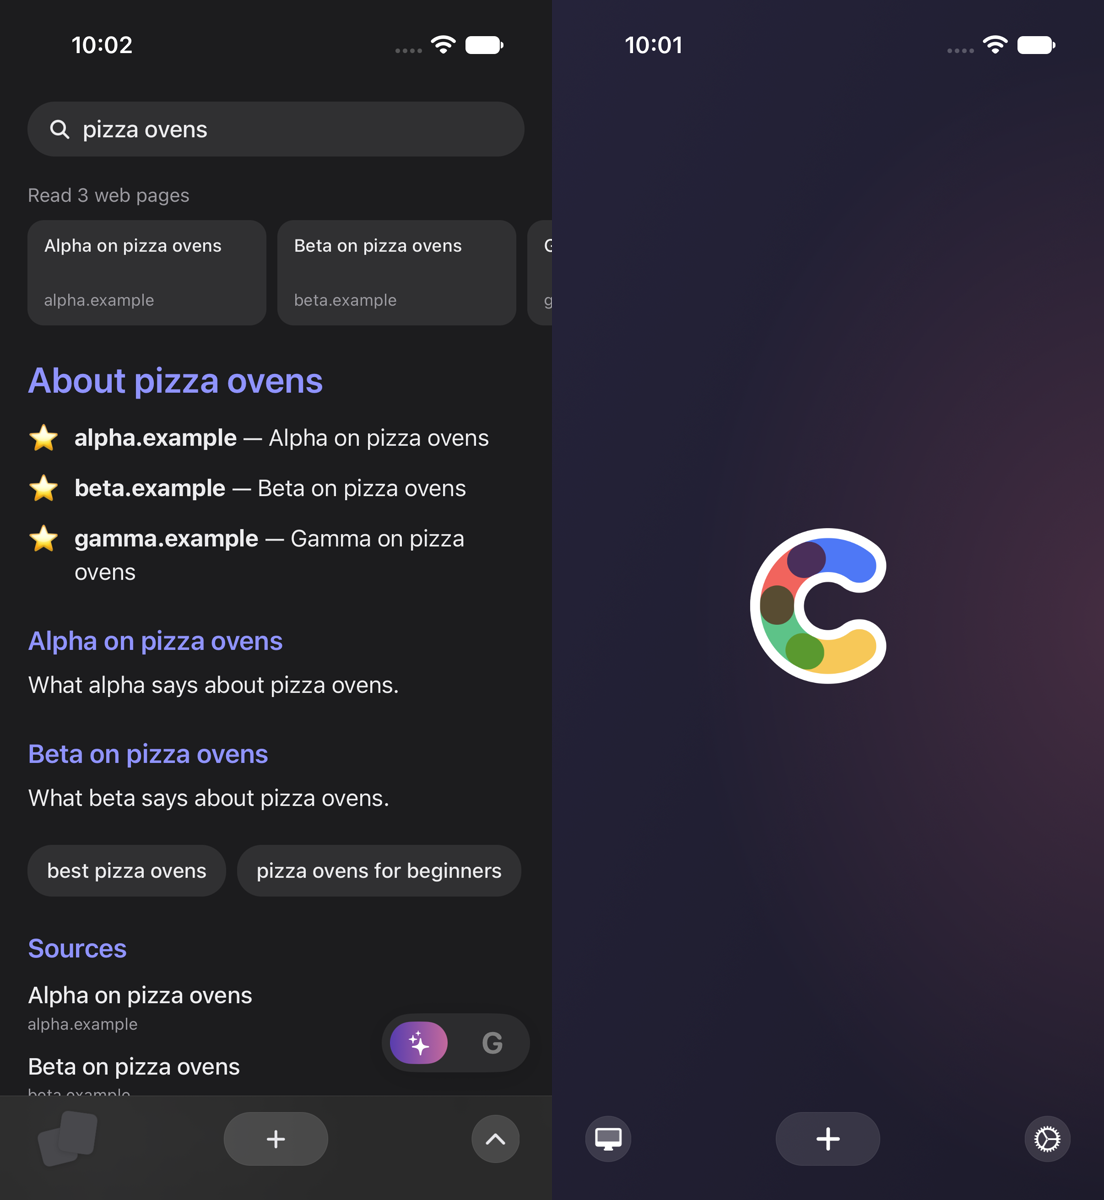 10:02
pizza ovens
Read 3 web pages
Alpha on pizza ovens
alpha.example
Beta on pizza ovens
beta.example
G
g
About pizza ovens
alpha.example — Alpha on pizza ovens
beta.example — Beta on pizza ovens
gamma.example — Gamma on pizza
ovens
Alpha on pizza ovens
What alpha says about pizza ovens.
Beta on pizza ovens
What beta says about pizza ovens.
best pizza ovens
pizza ovens for beginners
Sources
Alpha on pizza ovens
alpha.example
Beta on pizza ovens
beta.example
G
10:01
C